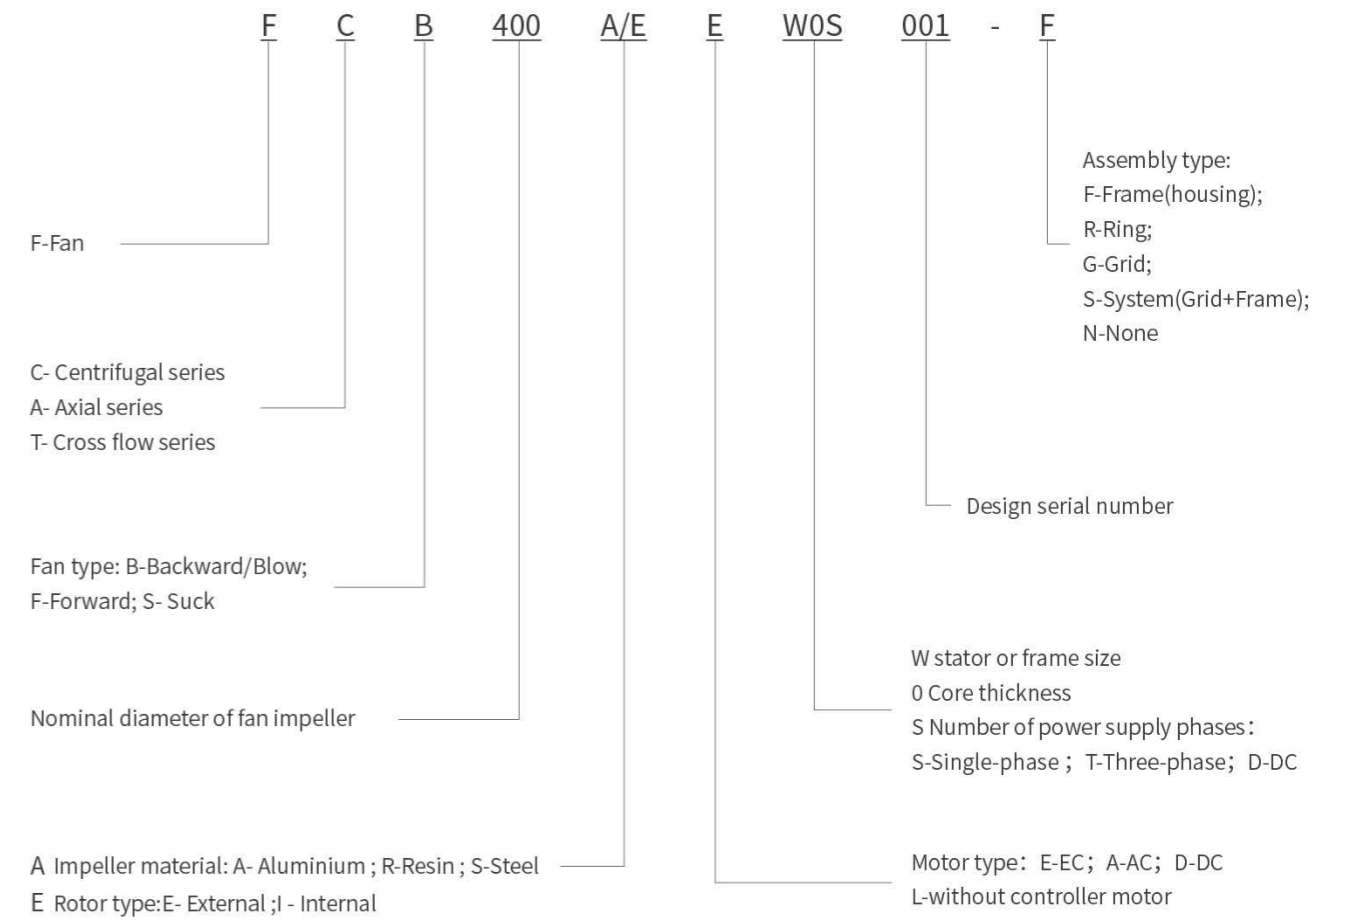 F C B 400 A/E E W0S 001 - F
Assembly type:
F-Frame(housing);
R-Ring;
G-Grid;
S-System(Grid+Frame);
N-None
F-Fan
C- Centrifugal series
A- Axial series
T- Cross flow series
Design serial number
Fan type: B-Backward/Blow;
F-Forward; S- Suck
W stator or frame size
0 Core thickness
S Number of power supply phases：
S-Single-phase； T-Three-phase； D-DC
Nominal diameter of fan impeller
A Impeller material: A- Aluminium ; R-Resin ; S-Steel
E Rotor type:E- External ;I - Internal
Motor type： E-EC； A-AC； D-DC
L-without controller motor